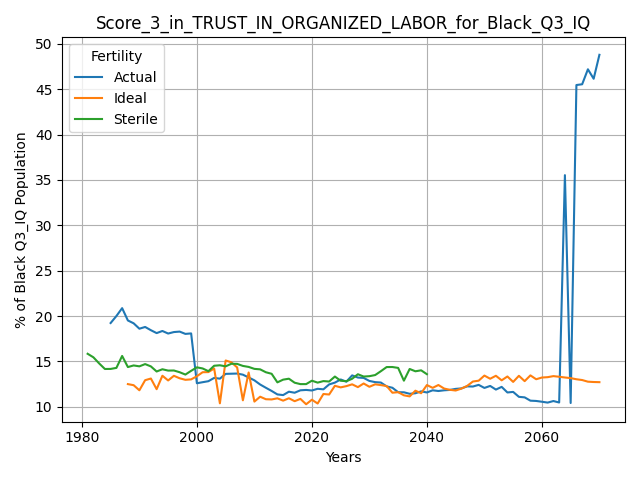 Score_3_in_TRUST_IN_ORGANIZED_LABOR_for_Black_Q3_IQ
Fertility
Actual
Ideal
Sterile
50
45
40
35
30
25
20
15
10
% of Black Q3_IQ Population
1980
2000
2020
2040
2060
Years